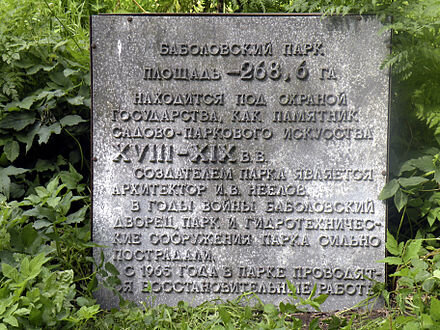 БАБОЛОВСКИЙ ПАРК
ПЛОЩАДЬ – 268,6 ГА
НАХОДИТСЯ ПОД ОХРАНОЙ
ГОСУДАРСТВА, КАК ПАМЯТНИК
САДОВО-ПАРКОВОГО ИСКУССТВА
XVIII–XIX В.В.
СОЗДАТЕЛЕМ ПАРКА ЯВЛЯЕТСЯ
АРХИТЕКТОР И.В. НЕЕЛОВ.
В ГОДЫ ВОЙНЫ БАБОЛОВСКИЙ
ДВОРЕЦ, ПАРК И ГИДРОТЕХНИЧЕ-
СКИЕ СООРУЖЕНИЯ ПАРКА СИЛЬНО
ПОСТРАДАЛИ.
С 1965 ГОДА В ПАРКЕ ПРОВОДЯТ-
СЯ ВОССТАНОВИТЕЛЬНЫЕ РАБОТЫ